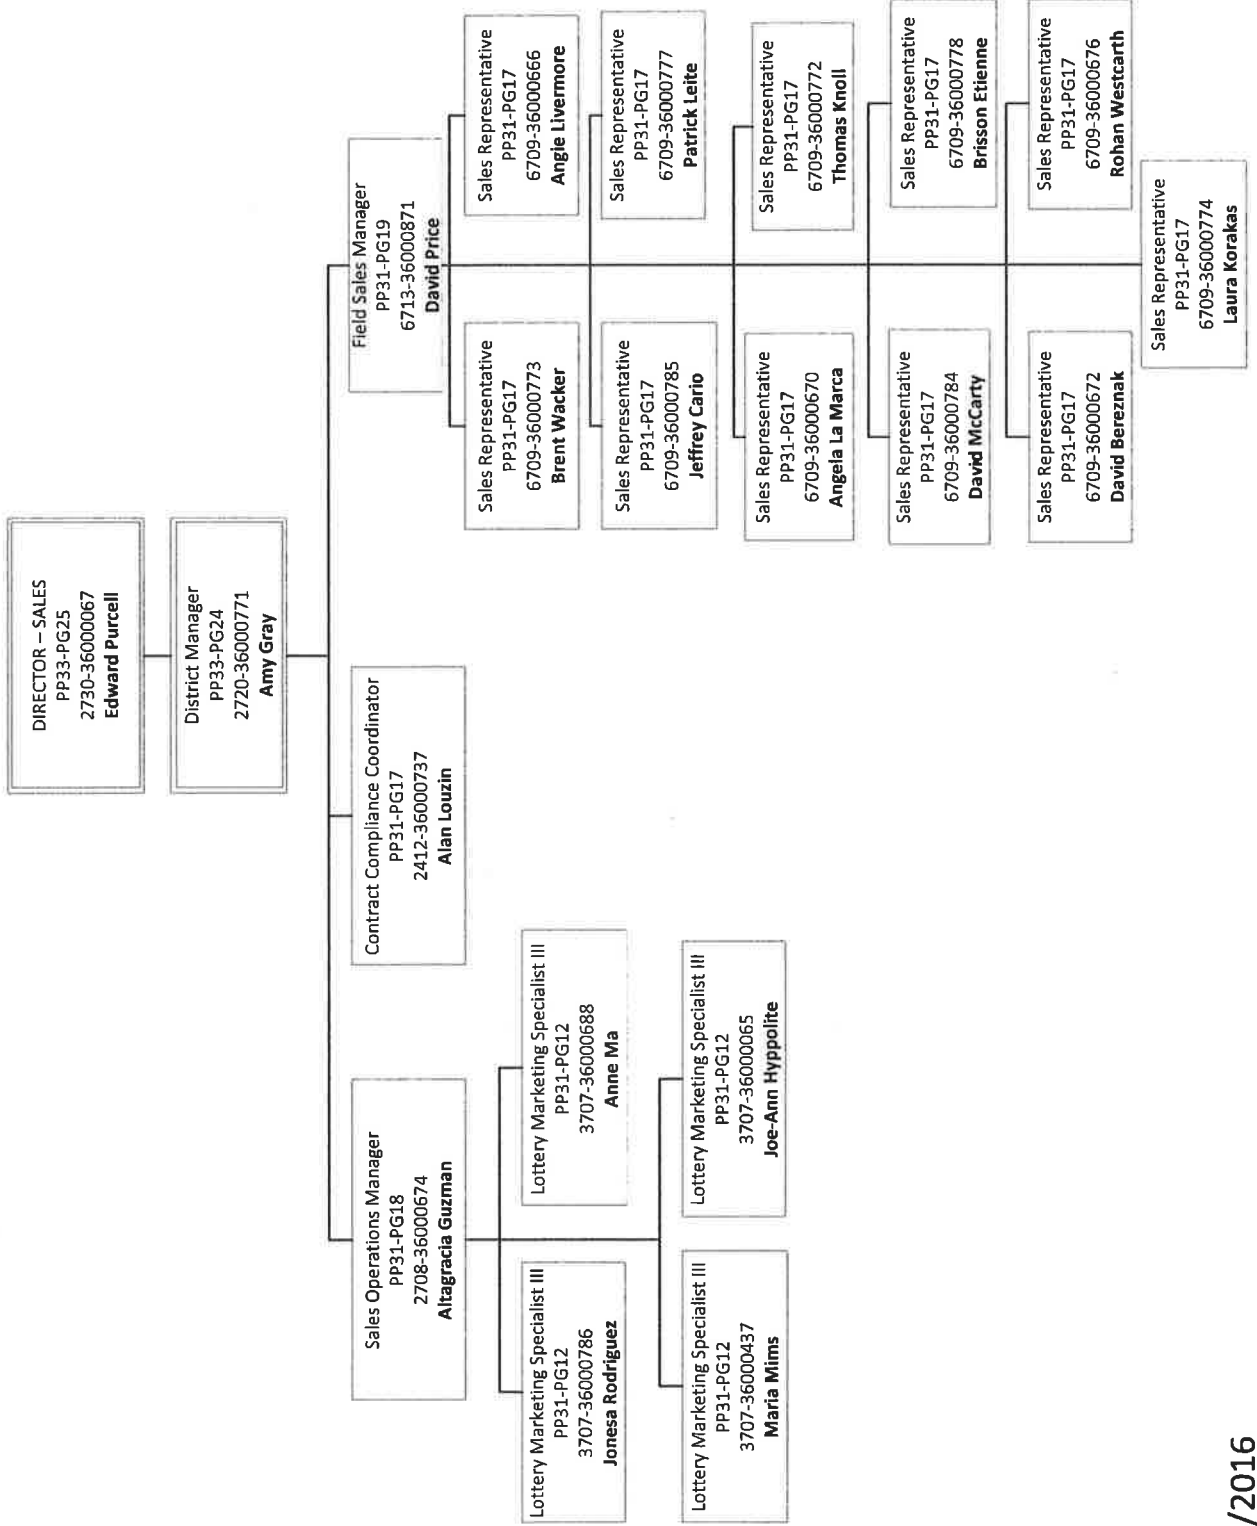 DIRECTOR – SALES
PP33-PG25
2730-36000067
Edward Purcell
District Manager
PP33-PG24
2720-36000771
Amy Gray
Sales Operations Manager
PP31-PG18
2708-36000674
Altagracia Guzman
Contract Compliance Coordinator
PP31-PG17
2412-36000737
Alan Louzin
Field Sales Manager
PP31-PG19
6713-36000871
David Price
Lottery Marketing Specialist III
PP31-PG12
3707-36000786
Jonesa Rodriguez
Lottery Marketing Specialist III
PP31-PG12
3707-36000688
Anne Ma
Lottery Marketing Specialist III
PP31-PG12
3707-36000437
Maria Mims
Lottery Marketing Specialist III
PP31-PG12
3707-36000065
Joe-Ann Hyppolite
Sales Representative
PP31-PG17
6709-36000773
Brent Wacker
Sales Representative
PP31-PG17
6709-36000666
Angie Livermore
Sales Representative
PP31-PG17
6709-36000785
Jeffrey Cario
Sales Representative
PP31-PG17
6709-36000777
Patrick Leite
Sales Representative
PP31-PG17
6709-36000670
Angela La Marca
Sales Representative
PP31-PG17
6709-36000772
Thomas Knoll
Sales Representative
PP31-PG17
6709-36000784
David McCarty
Sales Representative
PP31-PG17
6709-36000778
Brisson Etienne
Sales Representative
PP31-PG17
6709-36000672
David Bereznak
Sales Representative
PP31-PG17
6709-36000676
Rohan Westcarth
Sales Representative
PP31-PG17
6709-36000774
Laura Korakas
/2016